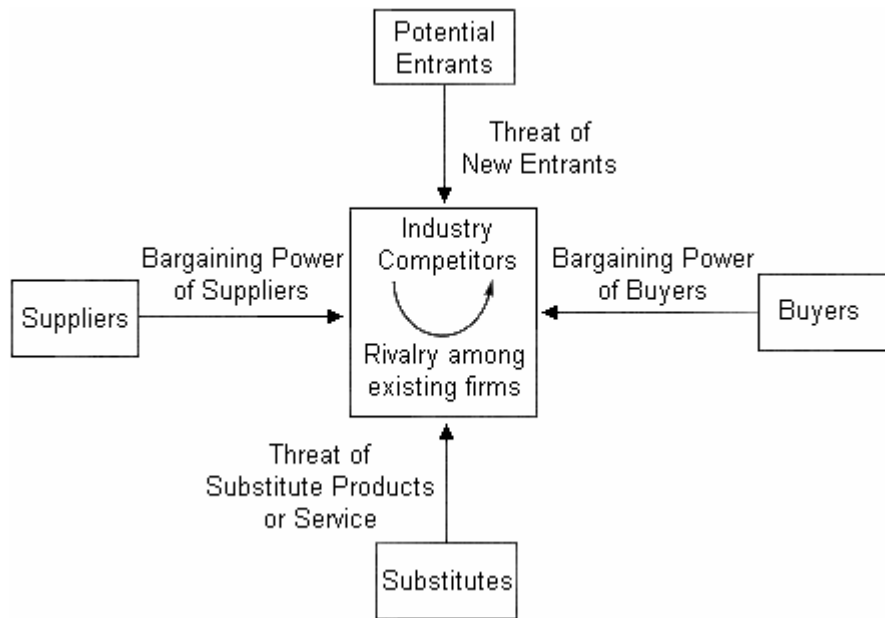 Potential
Entrants
Threat of
New Entrants
Industry
Competitors
Bargaining Power
of Suppliers
Bargaining Power
of Buyers
Suppliers
Buyers
Rivalry among
existing firms
Threat of
Substitute Products
or Service
Substitutes